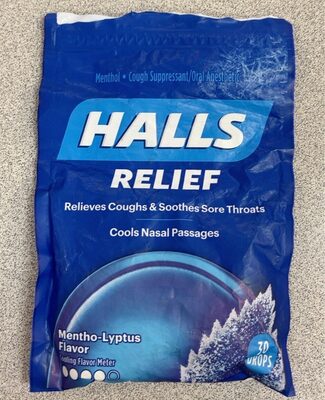 Menthol • Cough Suppressant/Oral Anesthetic
HALLS
RELIEF
Relieves Coughs & Soothes Sore Throats
Cools Nasal Passages
Mentho-Lyptus
Flavor
Cooling Flavor Meter
30
DROPS